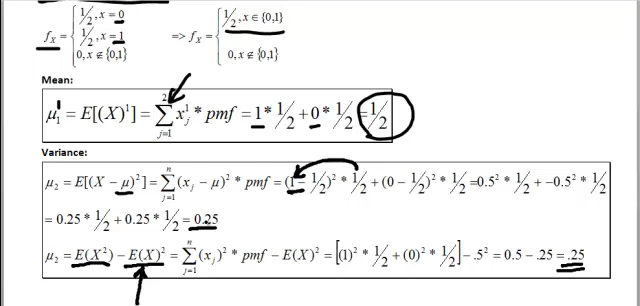 f_X = { 1/2, x = 0
1/2, x = 1
0, x ∉ {0,1}
=> f_X = { 1/2, x ∈ {0,1}
0, x ∉ {0,1}
Mean:
μ'_1 = E[(X)^1] = ∑_{j=1}^{2} x_j^1 * pmf = 1 * 1/2 + 0 * 1/2 = 1/2
Variance:
μ_2 = E[(X − μ)^2] = ∑_{j=1}^{n} (x_j − μ)^2 * pmf = (1 − 1/2)^2 * 1/2 + (0 − 1/2)^2 * 1/2 = 0.5^2 * 1/2 + −0.5^2 * 1/2
= 0.25 * 1/2 + 0.25 * 1/2 = 0.25
μ_2 = E(X^2) − E(X)^2 = ∑_{j=1}^{n} (x_j)^2 * pmf − E(X)^2 = [(1)^2 * 1/2 + (0)^2 * 1/2] − .5^2 = 0.5 − .25 = .25